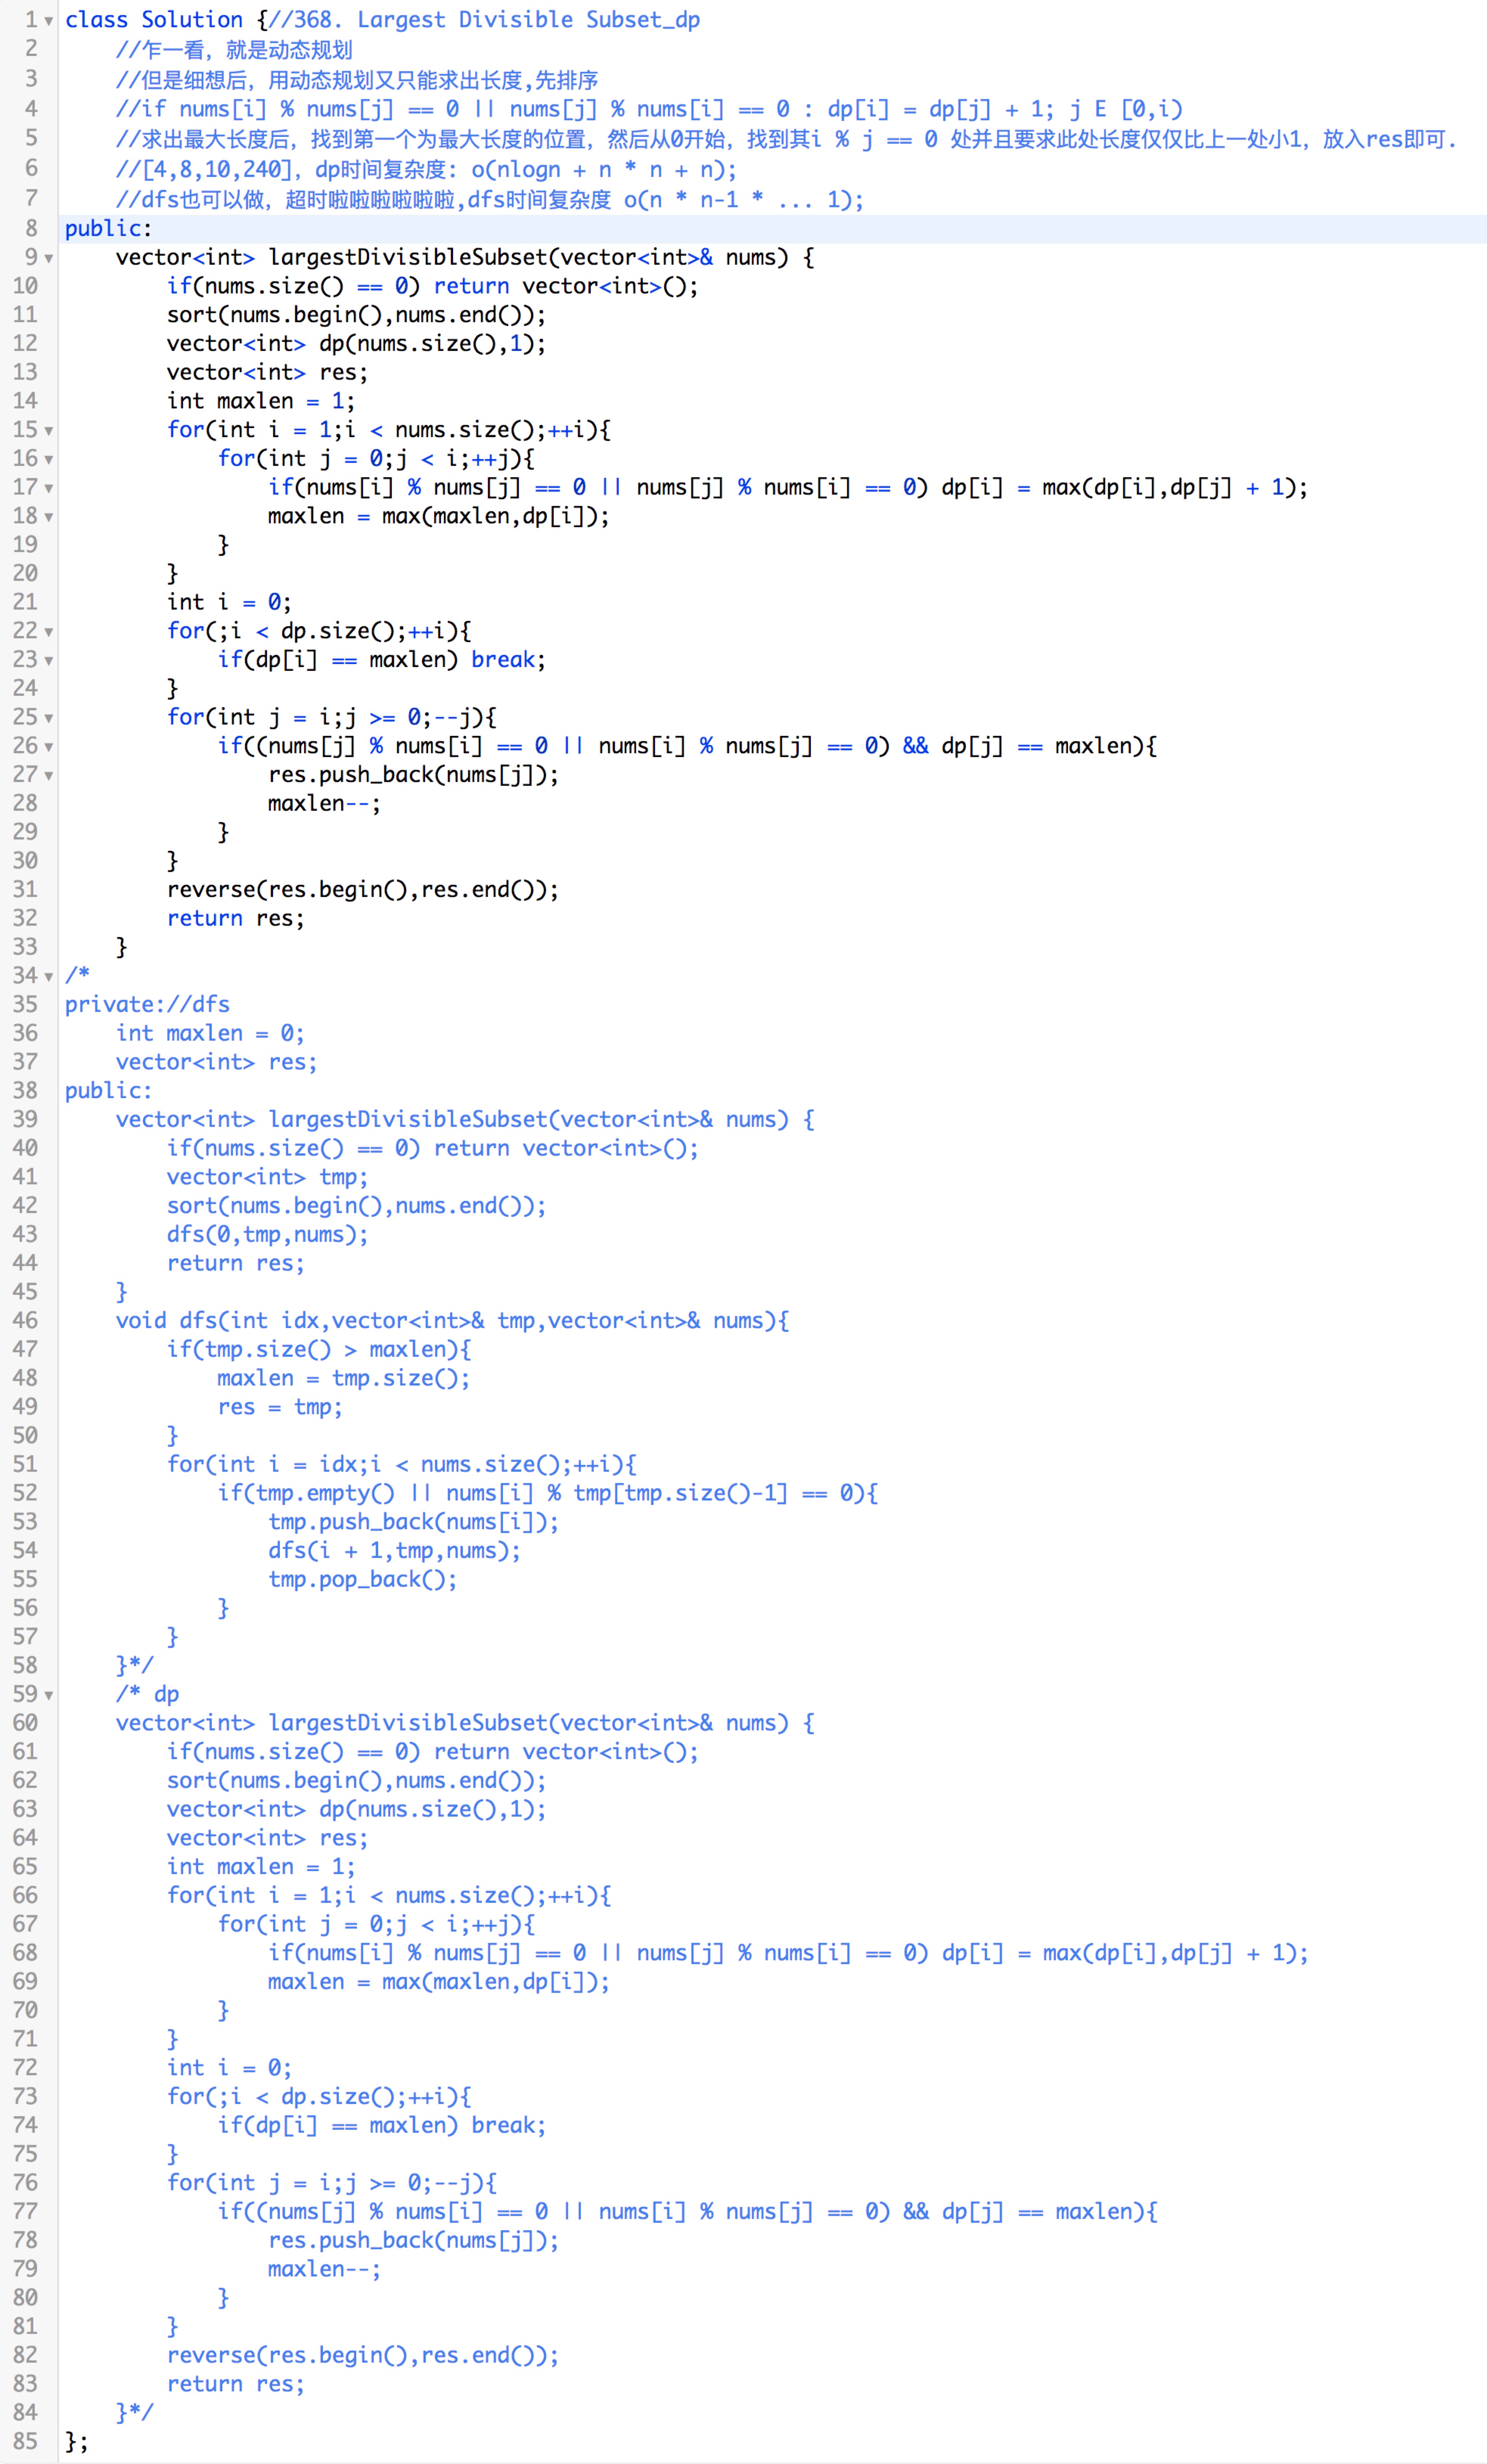 1 class Solution {//368. Largest Divisible Subset_dp
2 //乍一看，就是动态规划
3 //但是细想后，用动态规划又只能求出长度,先排序
4 //if nums[i] % nums[j] == 0 || nums[j] % nums[i] == 0 : dp[i] = dp[j] + 1; j E [0,i)
5 //求出最大长度后，找到第一个为最大长度的位置，然后从0开始，找到其i % j == 0 处并且要求此处长度仅仅比上一处小1，放入res即可.
6 //[4,8,10,240]，dp时间复杂度: o(nlogn + n * n + n);
7 //dfs也可以做，超时啦啦啦啦啦啦,dfs时间复杂度 o(n * n-1 * ... 1);
8 public:
9 vector<int> largestDivisibleSubset(vector<int>& nums) {
10 if(nums.size() == 0) return vector<int>();
11 sort(nums.begin(),nums.end());
12 vector<int> dp(nums.size(),1);
13 vector<int> res;
14 int maxlen = 1;
15 for(int i = 1;i < nums.size();++i){
16 for(int j = 0;j < i;++j){
17 if(nums[i] % nums[j] == 0 || nums[j] % nums[i] == 0) dp[i] = max(dp[i],dp[j] + 1);
18 maxlen = max(maxlen,dp[i]);
19 }
20 }
21 int i = 0;
22 for(;i < dp.size();++i){
23 if(dp[i] == maxlen) break;
24 }
25 for(int j = i;j >= 0;--j){
26 if((nums[j] % nums[i] == 0 || nums[i] % nums[j] == 0) && dp[j] == maxlen){
27 res.push_back(nums[j]);
28 maxlen--;
29 }
30 }
31 reverse(res.begin(),res.end());
32 return res;
33 }
34 /*
35 private://dfs
36 int maxlen = 0;
37 vector<int> res;
38 public:
39 vector<int> largestDivisibleSubset(vector<int>& nums) {
40 if(nums.size() == 0) return vector<int>();
41 vector<int> tmp;
42 sort(nums.begin(),nums.end());
43 dfs(0,tmp,nums);
44 return res;
45 }
46 void dfs(int idx,vector<int>& tmp,vector<int>& nums){
47 if(tmp.size() > maxlen){
48 maxlen = tmp.size();
49 res = tmp;
50 }
51 for(int i = idx;i < nums.size();++i){
52 if(tmp.empty() || nums[i] % tmp[tmp.size()-1] == 0){
53 tmp.push_back(nums[i]);
54 dfs(i + 1,tmp,nums);
55 tmp.pop_back();
56 }
57 }
58 }*/
59 /* dp
60 vector<int> largestDivisibleSubset(vector<int>& nums) {
61 if(nums.size() == 0) return vector<int>();
62 sort(nums.begin(),nums.end());
63 vector<int> dp(nums.size(),1);
64 vector<int> res;
65 int maxlen = 1;
66 for(int i = 1;i < nums.size();++i){
67 for(int j = 0;j < i;++j){
68 if(nums[i] % nums[j] == 0 || nums[j] % nums[i] == 0) dp[i] = max(dp[i],dp[j] + 1);
69 maxlen = max(maxlen,dp[i]);
70 }
71 }
72 int i = 0;
73 for(;i < dp.size();++i){
74 if(dp[i] == maxlen) break;
75 }
76 for(int j = i;j >= 0;--j){
77 if((nums[j] % nums[i] == 0 || nums[i] % nums[j] == 0) && dp[j] == maxlen){
78 res.push_back(nums[j]);
79 maxlen--;
80 }
81 }
82 reverse(res.begin(),res.end());
83 return res;
84 }*/
85 };